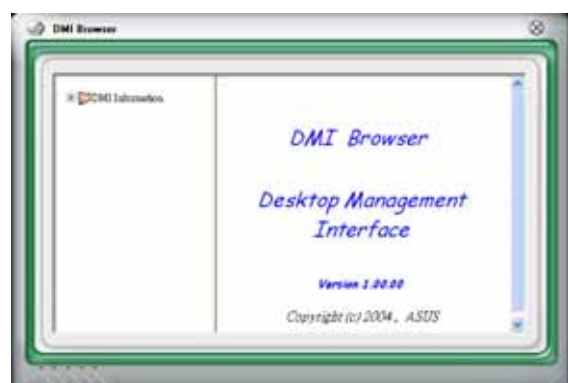 DMI Browser
DMI Information
DMI Browser
Desktop Management
Interface
Version 1.00.00
Copyright (c) 2004, ASUS